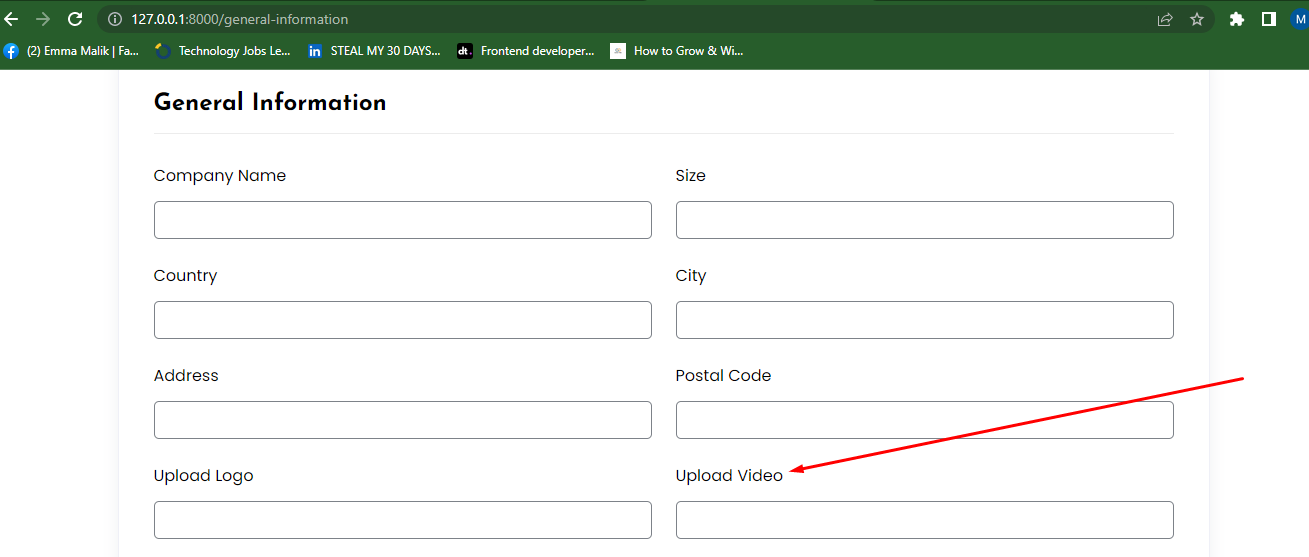 127.0.0.1:8000/general-information
M
(2) Emma Malik | Fa... Technology Jobs Le... in STEAL MY 30 DAYS... dt. Frontend developer... How to Grow & Wi...
General Information
Company Name Size
Country City
Address Postal Code
Upload Logo Upload Video